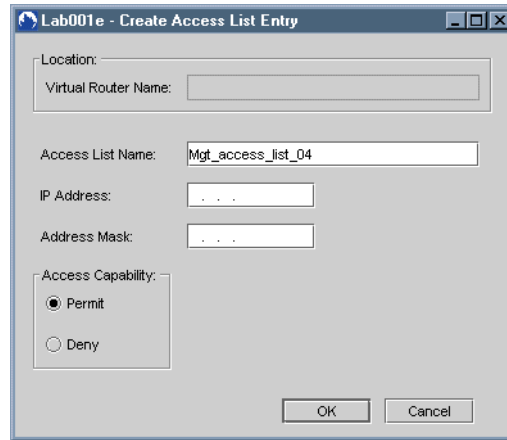 Lab001e - Create Access List Entry
Location:
Virtual Router Name:
Access List Name: Mgt_access_list_04
IP Address: . . .
Address Mask: . . .
Access Capability:
Permit
Deny
OK Cancel